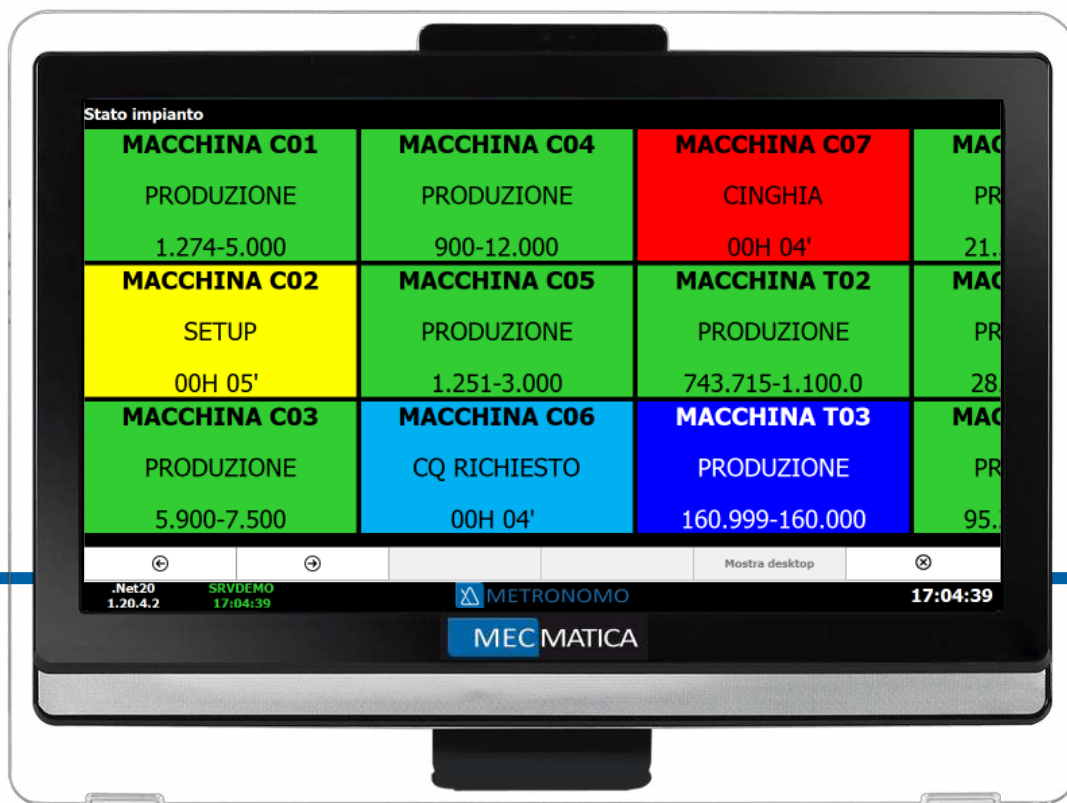 Stato impianto
MACCHINA C01
PRODUZIONE
1.274-5.000
MACCHINA C04
PRODUZIONE
900-12.000
MACCHINA C07
CINGHIA
00H 04'
MACCHINA C02
SETUP
00H 05'
MACCHINA C05
PRODUZIONE
1.251-3.000
MACCHINA T02
PRODUZIONE
743.715-1.100.0
MACCHINA C03
PRODUZIONE
5.900-7.500
MACCHINA C06
CQ RICHIESTO
00H 04'
MACCHINA T03
PRODUZIONE
160.999-160.000
Mostra desktop
.Net20
1.20.4.2
SRVDEMO
17:04:39
METRONOMO
17:04:39
MECMATICA